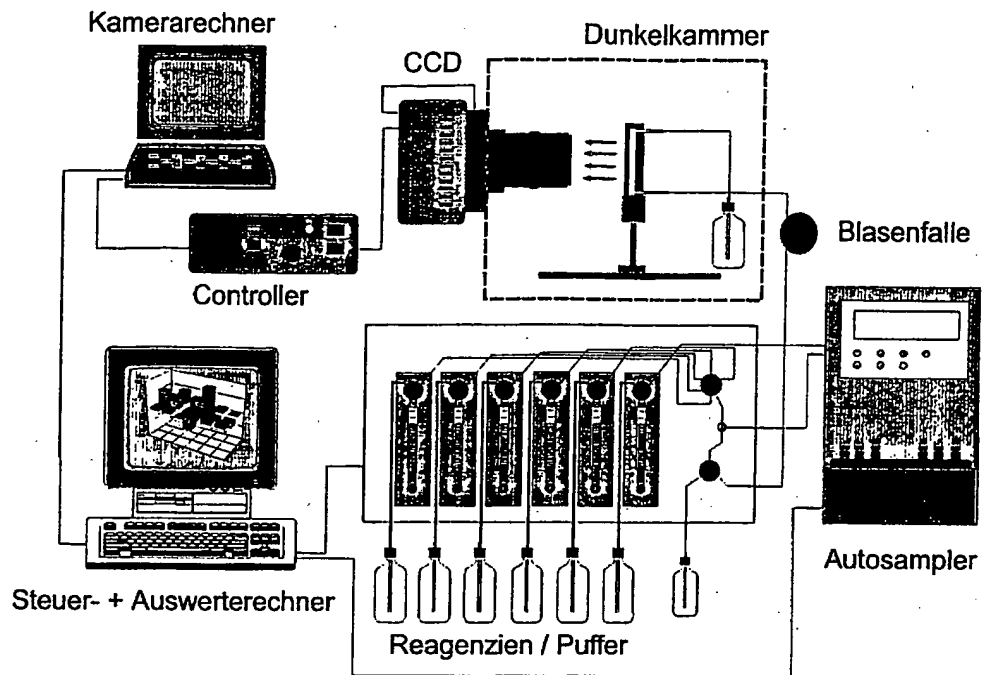 Kamerarechner
CCD
Dunkelkammer
Controller
Blasenfalle
Autosampler
Steuer- + Auswerterechner
Reagenzien / Puffer